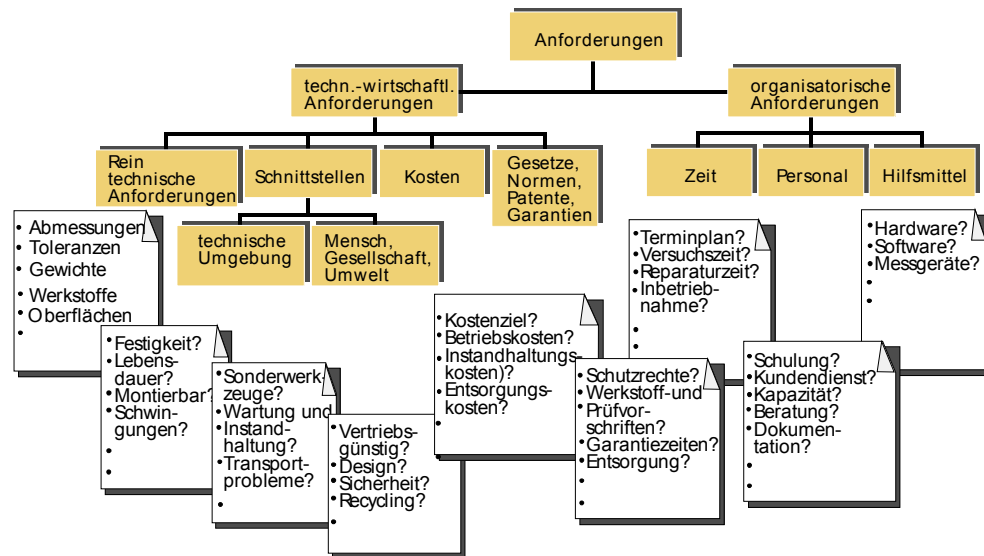 Anforderungen
techn.-wirtschaftl.
Anforderungen
organisatorische
Anforderungen
Rein
technische
Anforderungen
Schnittstellen
Kosten
Gesetze,
Normen,
Patente,
Garantien
Zeit
Personal
Hilfsmittel
technische
Umgebung
Mensch,
Gesellschaft,
Umwelt
• Abmessungen
• Toleranzen
• Gewichte
• Werkstoffe
• Oberflächen
•
• Festigkeit?
• Lebens-
dauer?
• Montierbar?
• Schwin-
gungen?
•
•
• Sonderwerk-
zeuge?
• Wartung und
• Instand-
haltung?
• Transport-
probleme?
•
• Vertriebs-
günstig?
• Design?
• Sicherheit?
• Recycling?
•
• Kostenziel?
• Betriebskosten?
• Instandhaltungs-
kosten)?
• Entsorgungs-
kosten?
•
• Schutzrechte?
• Werkstoff-und
• Prüfvor-
schriften?
• Garantiezeiten?
• Entsorgung?
•
•
• Terminplan?
• Versuchszeit?
• Reparaturzeit?
• Inbetrieb-
nahme?
•
•
• Schulung?
• Kundendienst?
• Kapazität?
• Beratung?
• Dokumen-
tation?
•
•
• Hardware?
• Software?
• Messgeräte?
•
•